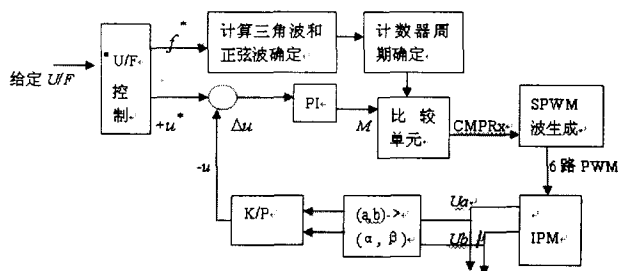 给定 U/F
U/F
控
制
f*
计算三角波和
正弦波确定
计数器周
期确定
+u*
Δu
-u
PI
M
比较
单元
CMPRx
SPWM
波生成
6路 PWM
K/P
(a,b)->
(α, β)
Ua
Ub
IPM